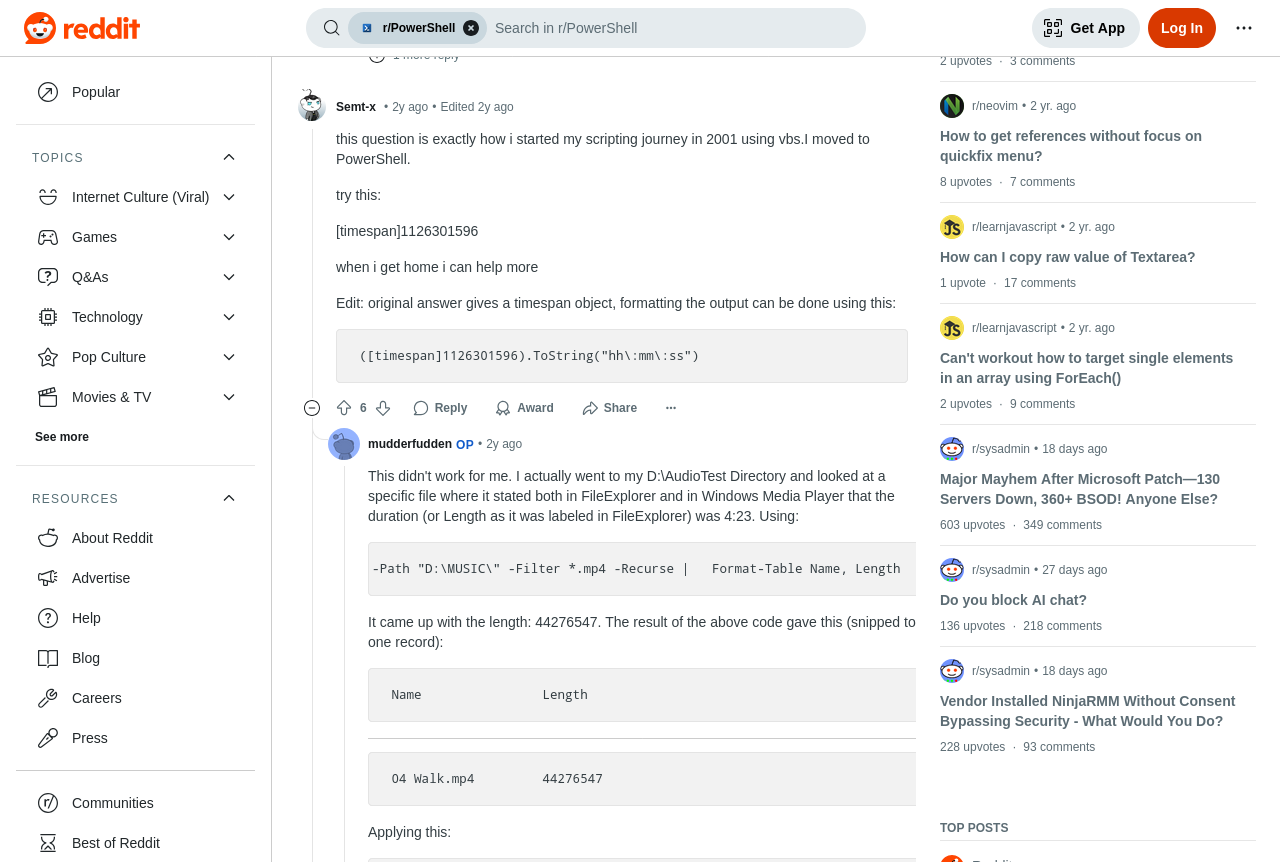 reddit
r/PowerShell
Search in r/PowerShell
Get App
Log In
Popular
TOPICS
Internet Culture (Viral)
Games
Q&As
Technology
Pop Culture
Movies & TV
See more
RESOURCES
About Reddit
Advertise
Help
Blog
Careers
Press
Communities
Best of Reddit
1 more reply
Semt-x • 2y ago • Edited 2y ago
this question is exactly how i started my scripting journey in 2001 using vbs.I moved to
PowerShell.
try this:
[timespan]1126301596
when i get home i can help more
Edit: original answer gives a timespan object, formatting the output can be done using this:
([timespan]1126301596).ToString("hh\:mm\:ss")
6 Reply Award Share
mudderfudden OP • 2y ago
This didn't work for me. I actually went to my D:\AudioTest Directory and looked at a
specific file where it stated both in FileExplorer and in Windows Media Player that the
duration (or Length as it was labeled in FileExplorer) was 4:23. Using:
-Path "D:\MUSIC\" -Filter *.mp4 -Recurse | Format-Table Name, Length
It came up with the length: 44276547. The result of the above code gave this (snipped to
one record):
Name Length
O4 Walk.mp4 44276547
Applying this:
2 upvotes · 3 comments
r/neovim • 2 yr. ago
How to get references without focus on
quickfix menu?
8 upvotes · 7 comments
r/learnjavascript • 2 yr. ago
How can I copy raw value of Textarea?
1 upvote · 17 comments
r/learnjavascript • 2 yr. ago
Can't workout how to target single elements
in an array using ForEach()
2 upvotes · 9 comments
r/sysadmin • 18 days ago
Major Mayhem After Microsoft Patch—130
Servers Down, 360+ BSOD! Anyone Else?
603 upvotes · 349 comments
r/sysadmin • 27 days ago
Do you block AI chat?
136 upvotes · 218 comments
r/sysadmin • 18 days ago
Vendor Installed NinjaRMM Without Consent
Bypassing Security - What Would You Do?
228 upvotes · 93 comments
TOP POSTS